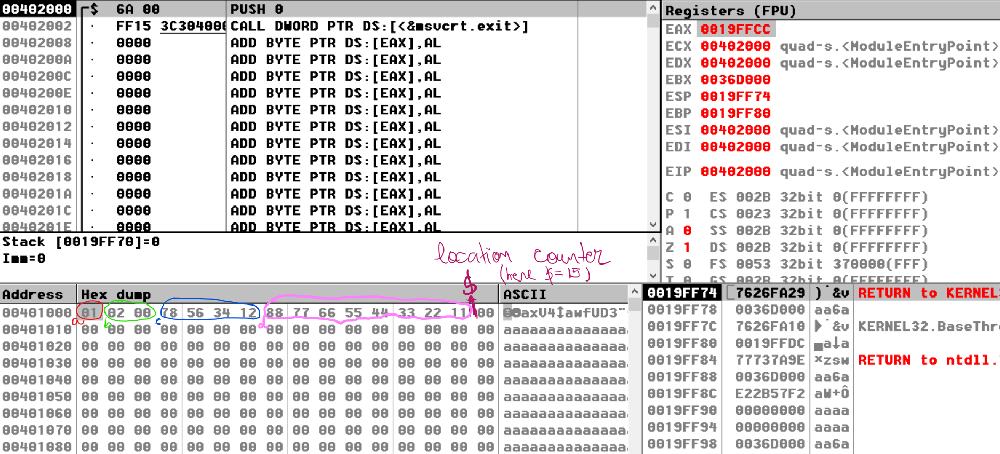 00402000 $ 6A 00 PUSH 0
00402002 · FF15 3C304000 CALL DWORD PTR DS:[<&msvcrt.exit>]
00402008 · 0000 ADD BYTE PTR DS:[EAX],AL
0040200A · 0000 ADD BYTE PTR DS:[EAX],AL
0040200C · 0000 ADD BYTE PTR DS:[EAX],AL
0040200E · 0000 ADD BYTE PTR DS:[EAX],AL
00402010 · 0000 ADD BYTE PTR DS:[EAX],AL
00402012 · 0000 ADD BYTE PTR DS:[EAX],AL
00402014 · 0000 ADD BYTE PTR DS:[EAX],AL
00402016 · 0000 ADD BYTE PTR DS:[EAX],AL
00402018 · 0000 ADD BYTE PTR DS:[EAX],AL
0040201A · 0000 ADD BYTE PTR DS:[EAX],AL
0040201C · 0000 ADD BYTE PTR DS:[EAX],AL
0040201E · 0000 ADD BYTE PTR DS:[EAX],AL
Registers (FPU)
EAX 0019FFCC
ECX 00402000 quad-s.<ModuleEntryPoint>
EDX 00402000 quad-s.<ModuleEntryPoint>
EBX 0036D000
ESP 0019FF74
EBP 0019FF80
ESI 00402000 quad-s.<ModuleEntryPoint>
EDI 00402000 quad-s.<ModuleEntryPoint>
EIP 00402000 quad-s.<ModuleEntryPoint>
C 0 ES 002B 32bit 0(FFFFFFFF)
P 1 CS 0023 32bit 0(FFFFFFFF)
A 0 SS 002B 32bit 0(FFFFFFFF)
Z 1 DS 002B 32bit 0(FFFFFFFF)
S 0 FS 0053 32bit 370000(FFF)
T 0 GS 002B 32bit 0(FFFFFFFF)
Stack [0019FF70]=0
Imm=0
location counter
(here $=15)
$
Address Hex dump ASCII
00401000 01 02 00 78 56 34 12 88 77 66 55 44 33 22 11 00 axV4↕awfUD3"
a b c d
00401010 00 00 00 00 00 00 00 00 00 00 00 00 00 00 00 00 aaaaaaaaaaaaaa
00401020 00 00 00 00 00 00 00 00 00 00 00 00 00 00 00 00 aaaaaaaaaaaaaa
00401030 00 00 00 00 00 00 00 00 00 00 00 00 00 00 00 00 aaaaaaaaaaaaaa
00401040 00 00 00 00 00 00 00 00 00 00 00 00 00 00 00 00 aaaaaaaaaaaaaa
00401050 00 00 00 00 00 00 00 00 00 00 00 00 00 00 00 00 aaaaaaaaaaaaaa
00401060 00 00 00 00 00 00 00 00 00 00 00 00 00 00 00 00 aaaaaaaaaaaaaa
00401070 00 00 00 00 00 00 00 00 00 00 00 00 00 00 00 00 aaaaaaaaaaaaaa
00401080 00 00 00 00 00 00 00 00 00 00 00 00 00 00 00 00 aaaaaaaaaaaaaa
0019FF74 7626FA29 )˙&v RETURN to KERNEL3
0019FF78 0036D000 aa6a
0019FF7C 7626FA10 ►˙&v KERNEL32.BaseThr
0019FF80 0019FFDC ▄a↓a
0019FF84 77737A9E ×zsw RETURN to ntdll.
0019FF88 0036D000 aa6a
0019FF8C E22B57F2 aW+Ô
0019FF90 00000000 aaaa
0019FF94 00000000 aaaa
0019FF98 0036D000 aa6a